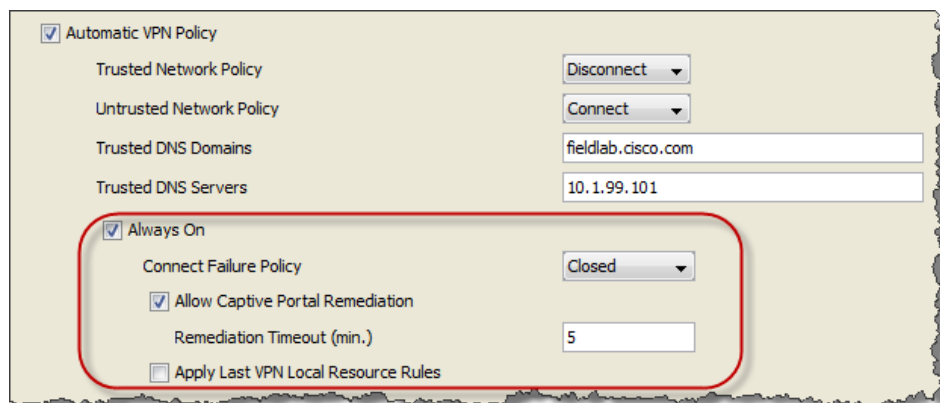 Automatic VPN Policy
Trusted Network Policy Disconnect
Untrusted Network Policy Connect
Trusted DNS Domains fieldlab.cisco.com
Trusted DNS Servers 10.1.99.101
Always On
Connect Failure Policy Closed
Allow Captive Portal Remediation
Remediation Timeout (min.) 5
Apply Last VPN Local Resource Rules